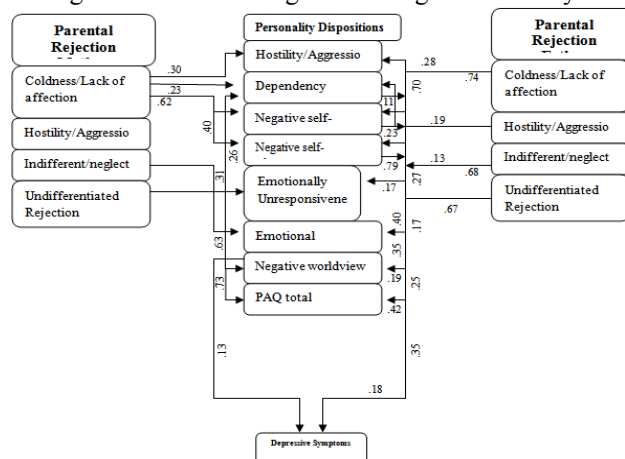 Parental
Rejection
Coldness/Lack of
affection
Hostility/Aggressio
Indifferent/neglect
Undifferentiated
Rejection
.30
.23
.62
.40
.26
.31
.63
.73
.13
Personality Dispositions
Hostility/Aggressio
Dependency
Negative self-
Negative self-
Emotionally
Unresponsivene
Emotional
Negative worldview
PAQ total
.28
.70
.74
11
.19
.23
.13
.79
.68
.27
.17
.67
.40
.17
.35
.19
.25
.42
.35
.18
Parental
Rejection
Coldness/Lack of
affection
Hostility/Aggressio
Indifferent/neglect
Undifferentiated
Rejection
Depressive Symptoms